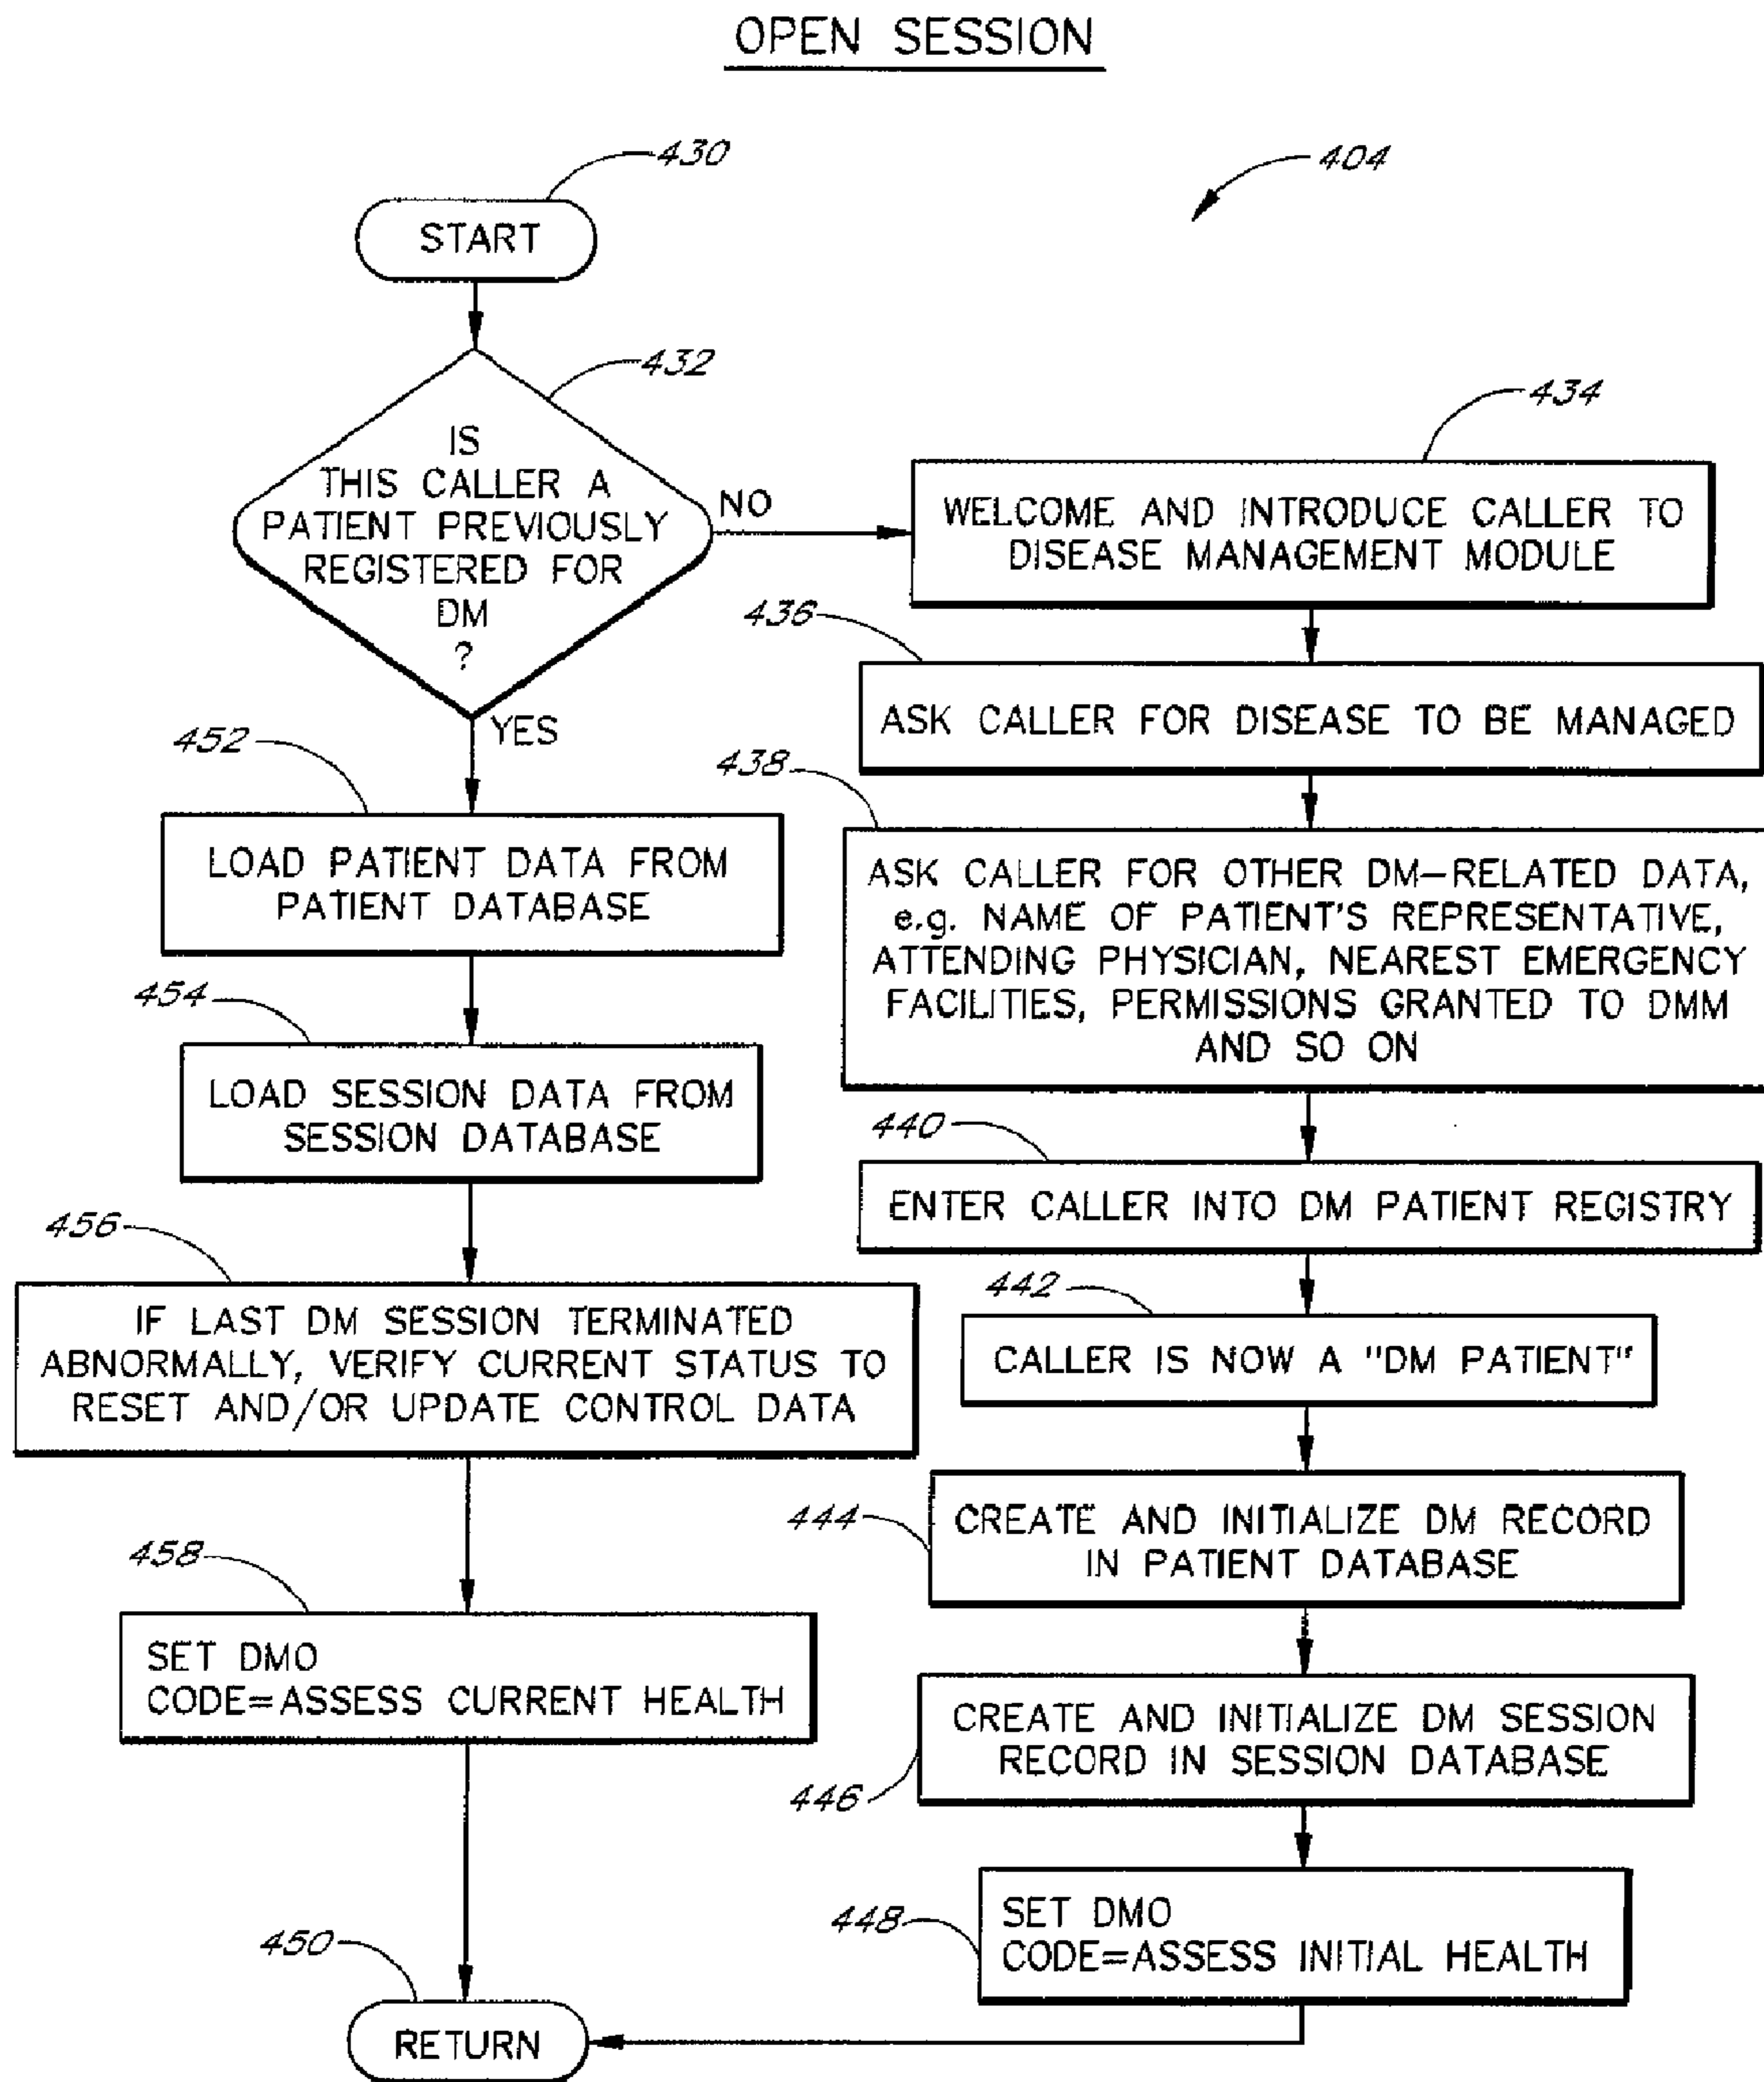 OPEN SESSION
430
404
START
432
IS
THIS CALLER A
PATIENT PREVIOUSLY
REGISTERED FOR
DM
?
NO
YES
434
WELCOME AND INTRODUCE CALLER TO
DISEASE MANAGEMENT MODULE
436
ASK CALLER FOR DISEASE TO BE MANAGED
438
ASK CALLER FOR OTHER DM-RELATED DATA,
e.g. NAME OF PATIENT'S REPRESENTATIVE,
ATTENDING PHYSICIAN, NEAREST EMERGENCY
FACILITIES, PERMISSIONS GRANTED TO DMM
AND SO ON
440
ENTER CALLER INTO DM PATIENT REGISTRY
442
CALLER IS NOW A "DM PATIENT"
444
CREATE AND INITIALIZE DM RECORD
IN PATIENT DATABASE
446
CREATE AND INITIALIZE DM SESSION
RECORD IN SESSION DATABASE
448
SET DMO
CODE=ASSESS INITIAL HEALTH
452
LOAD PATIENT DATA FROM
PATIENT DATABASE
454
LOAD SESSION DATA FROM
SESSION DATABASE
456
IF LAST DM SESSION TERMINATED
ABNORMALLY, VERIFY CURRENT STATUS TO
RESET AND/OR UPDATE CONTROL DATA
458
SET DMO
CODE=ASSESS CURRENT HEALTH
450
RETURN